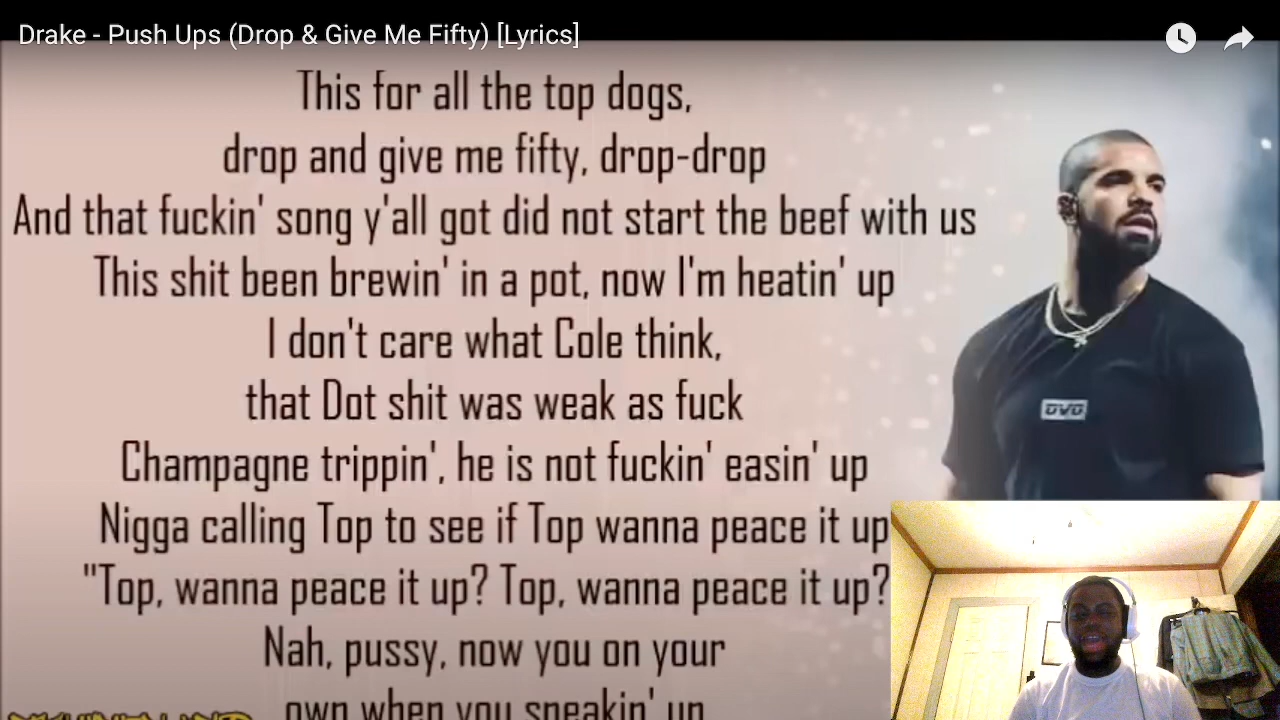 Drake - Push Ups (Drop & Give Me Fifty) [Lyrics]
This for all the top dogs,
drop and give me fifty, drop-drop
And that fuckin' song y'all got did not start the beef with us
This shit been brewin' in a pot, now I'm heatin' up
I don't care what Cole think,
that Dot shit was weak as fuck
Champagne trippin', he is not fuckin' easin' up
Nigga calling Top to see if Top wanna peace it up
"Top, wanna peace it up? Top, wanna peace it up?
Nah, pussy, now you on your
own when you speakin' up
OVO